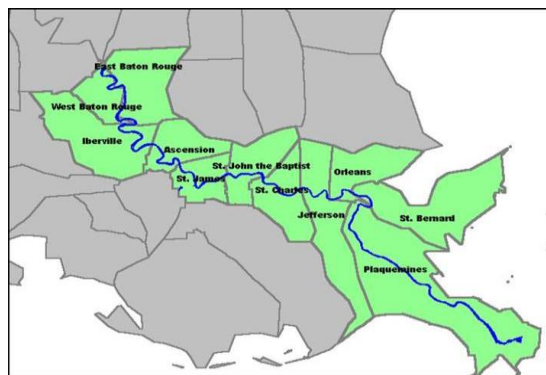 East Baton Rouge
West Baton Rouge
Iberville
Ascension
St. John the Baptist
Orleans
St. James
St. Charles
Jefferson
St. Bernard
Plaquemines